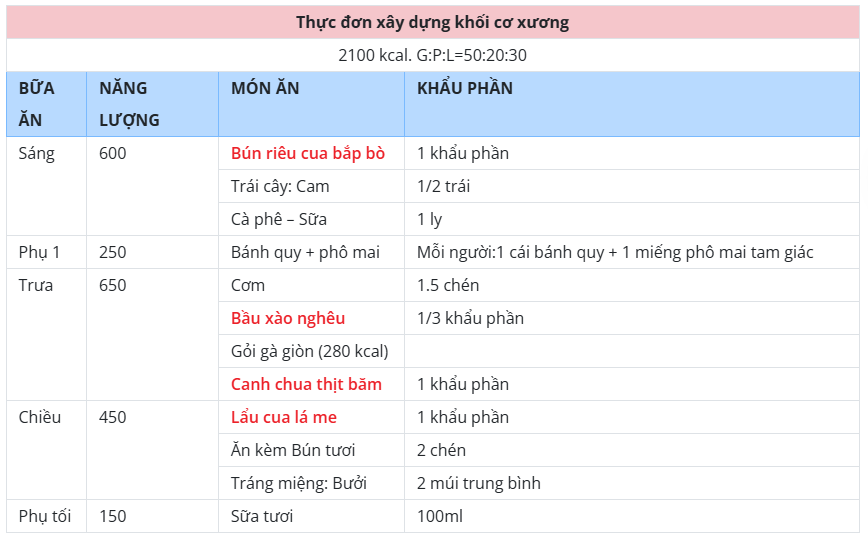 Thực đơn xây dựng khối cơ xương
2100 kcal. G:P:L=50:20:30
BỮA ĂN NĂNG LƯỢNG MÓN ĂN KHẨU PHẦN
Sáng 600 Bún riêu cua bắp bò 1 khẩu phần
Trái cây: Cam 1/2 trái
Cà phê – Sữa 1 ly
Phụ 1 250 Bánh quy + phô mai Mỗi người:1 cái bánh quy + 1 miếng phô mai tam giác
Trưa 650 Cơm 1.5 chén
Bầu xào nghêu 1/3 khẩu phần
Gỏi gà giòn (280 kcal)
Canh chua thịt băm 1 khẩu phần
Chiều 450 Lẩu cua lá me 1 khẩu phần
Ăn kèm Bún tươi 2 chén
Tráng miệng: Bưởi 2 múi trung bình
Phụ tối 150 Sữa tươi 100ml